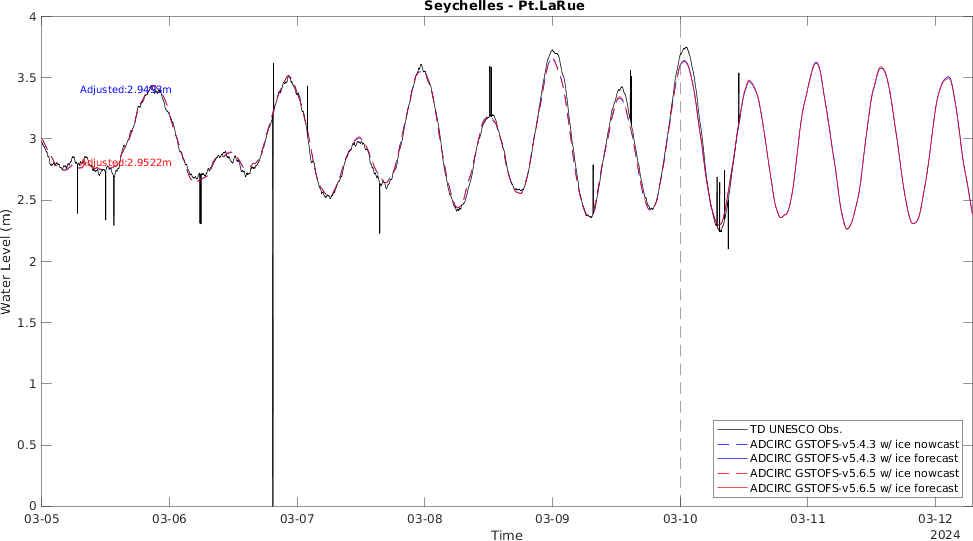 Seychelles - Pt.LaRue
4
3.5
3
2.5
2
1.5
1
0.5
0
Water Level (m)
Adjusted:2.9493m
Adjusted:2.9522m
TD UNESCO Obs.
ADCIRC GSTOFS-v5.4.3 w/ ice nowcast
ADCIRC GSTOFS-v5.4.3 w/ ice forecast
ADCIRC GSTOFS-v5.6.5 w/ ice nowcast
ADCIRC GSTOFS-v5.6.5 w/ ice forecast
03-05 03-06 03-07 03-08 03-09 03-10 03-11 03-12
2024
Time